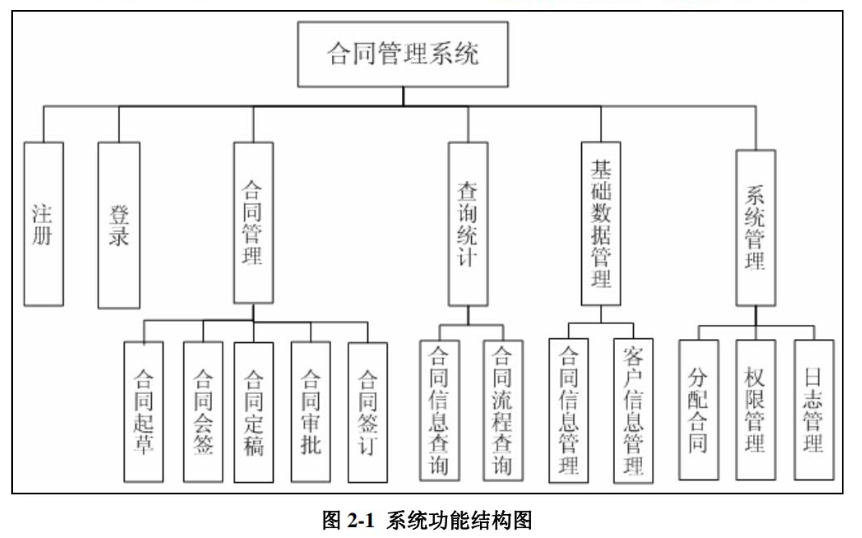 合同管理系统
注册
登录
合同管理
查询统计
基础数据管理
系统管理
合同起草
合同会签
合同定稿
合同审批
合同签订
合同信息查询
合同流程查询
合同信息管理
客户信息管理
分配合同
权限管理
日志管理
图 2-1 系统功能结构图